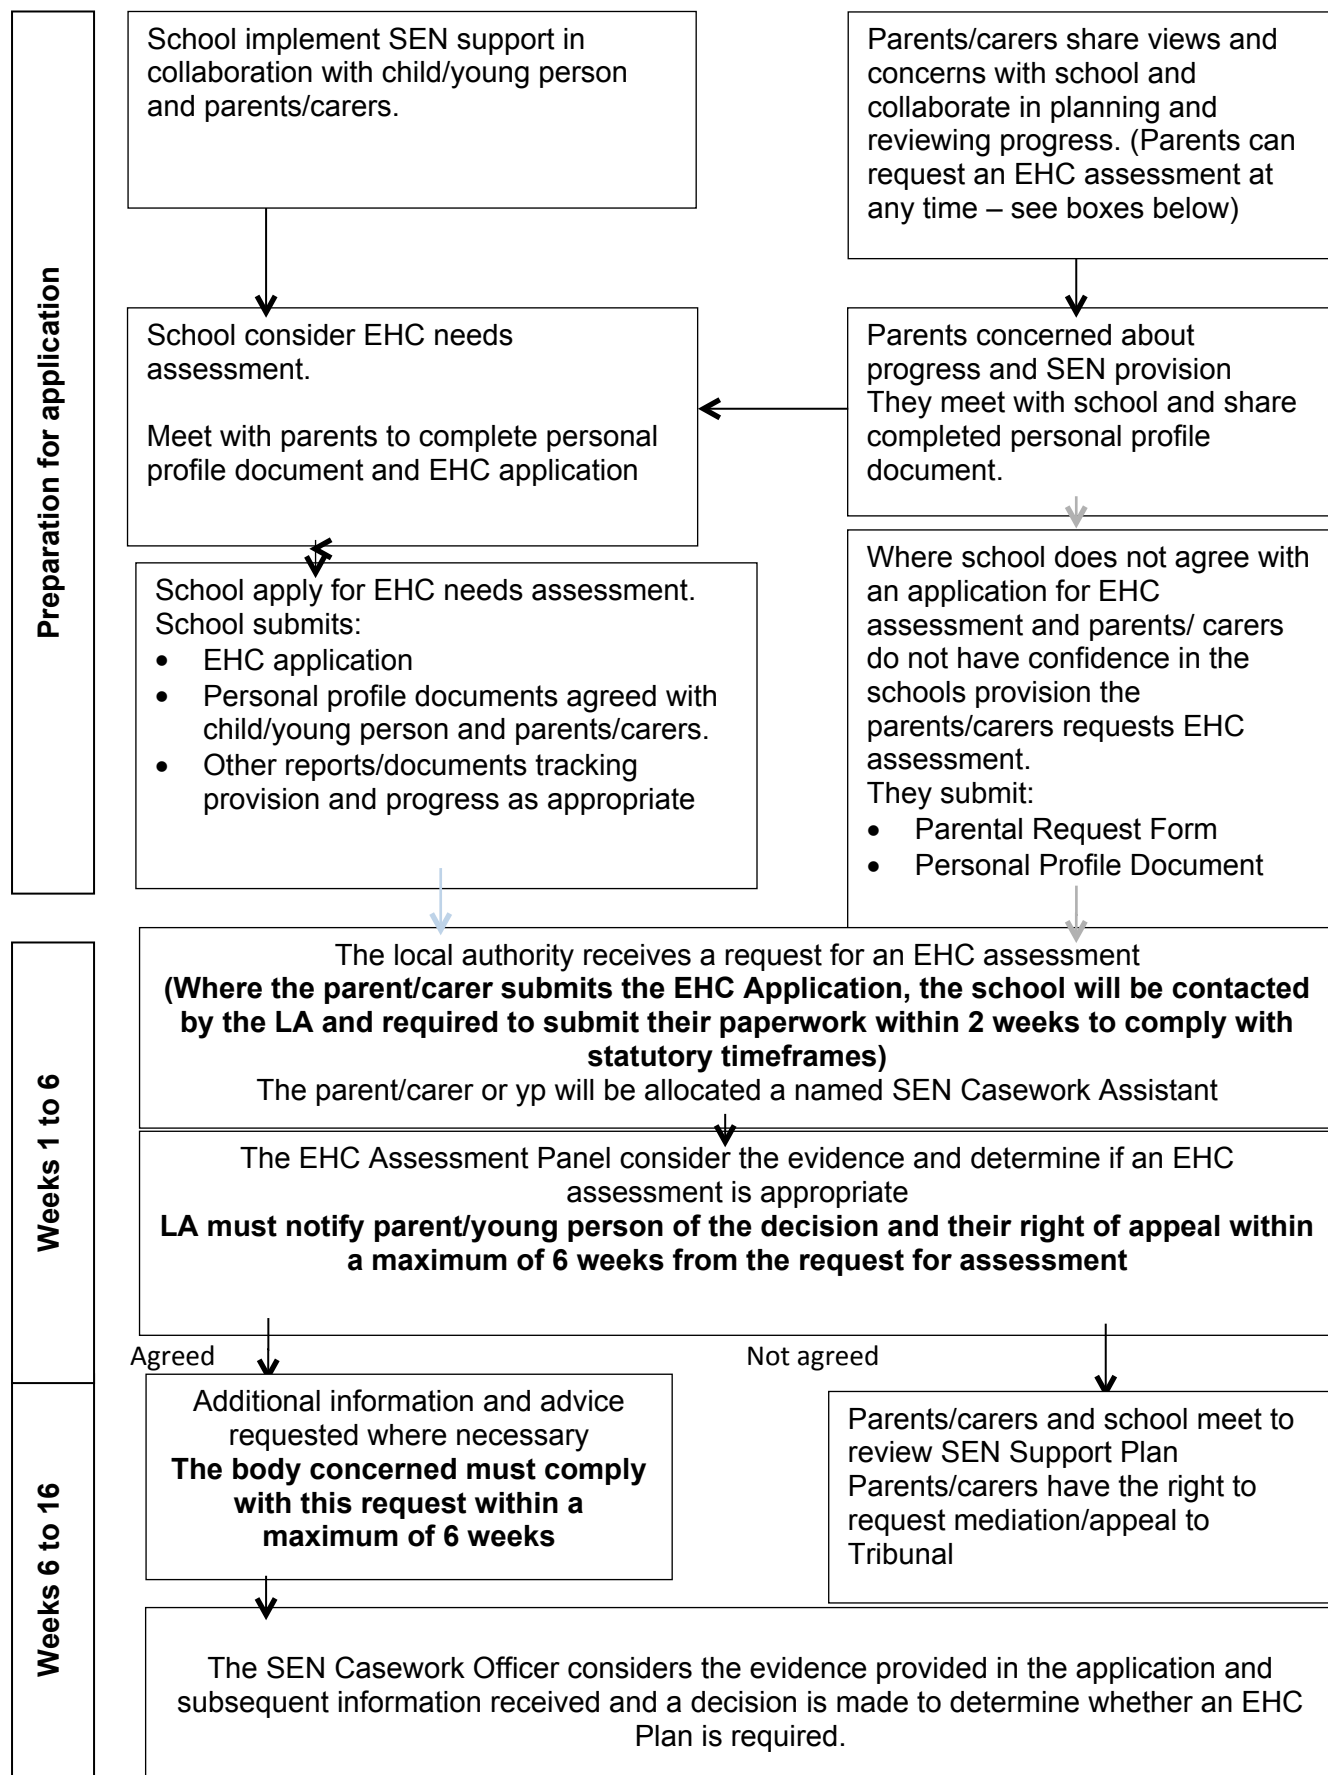 Preparation for application
School implement SEN support in
collaboration with child/young person
and parents/carers.
Parents/carers share views and
concerns with school and
collaborate in planning and
reviewing progress. (Parents can
request an EHC assessment at
any time – see boxes below)
School consider EHC needs
assessment.
Meet with parents to complete personal
profile document and EHC application
Parents concerned about
progress and SEN provision
They meet with school and share
completed personal profile
document.
School apply for EHC needs assessment.
School submits:
• EHC application
• Personal profile documents agreed with
child/young person and parents/carers.
• Other reports/documents tracking
provision and progress as appropriate
Where school does not agree with
an application for EHC
assessment and parents/ carers
do not have confidence in the
schools provision the
parents/carers requests EHC
assessment.
They submit:
• Parental Request Form
• Personal Profile Document
Weeks 1 to 6
The local authority receives a request for an EHC assessment
(Where the parent/carer submits the EHC Application, the school will be contacted
by the LA and required to submit their paperwork within 2 weeks to comply with
statutory timeframes)
The parent/carer or yp will be allocated a named SEN Casework Assistant
The EHC Assessment Panel consider the evidence and determine if an EHC
assessment is appropriate
LA must notify parent/young person of the decision and their right of appeal within
a maximum of 6 weeks from the request for assessment
Agreed
Not agreed
Weeks 6 to 16
Additional information and advice
requested where necessary
The body concerned must comply
with this request within a
maximum of 6 weeks
Parents/carers and school meet to
review SEN Support Plan
Parents/carers have the right to
request mediation/appeal to
Tribunal
The SEN Casework Officer considers the evidence provided in the application and
subsequent information received and a decision is made to determine whether an EHC
Plan is required.